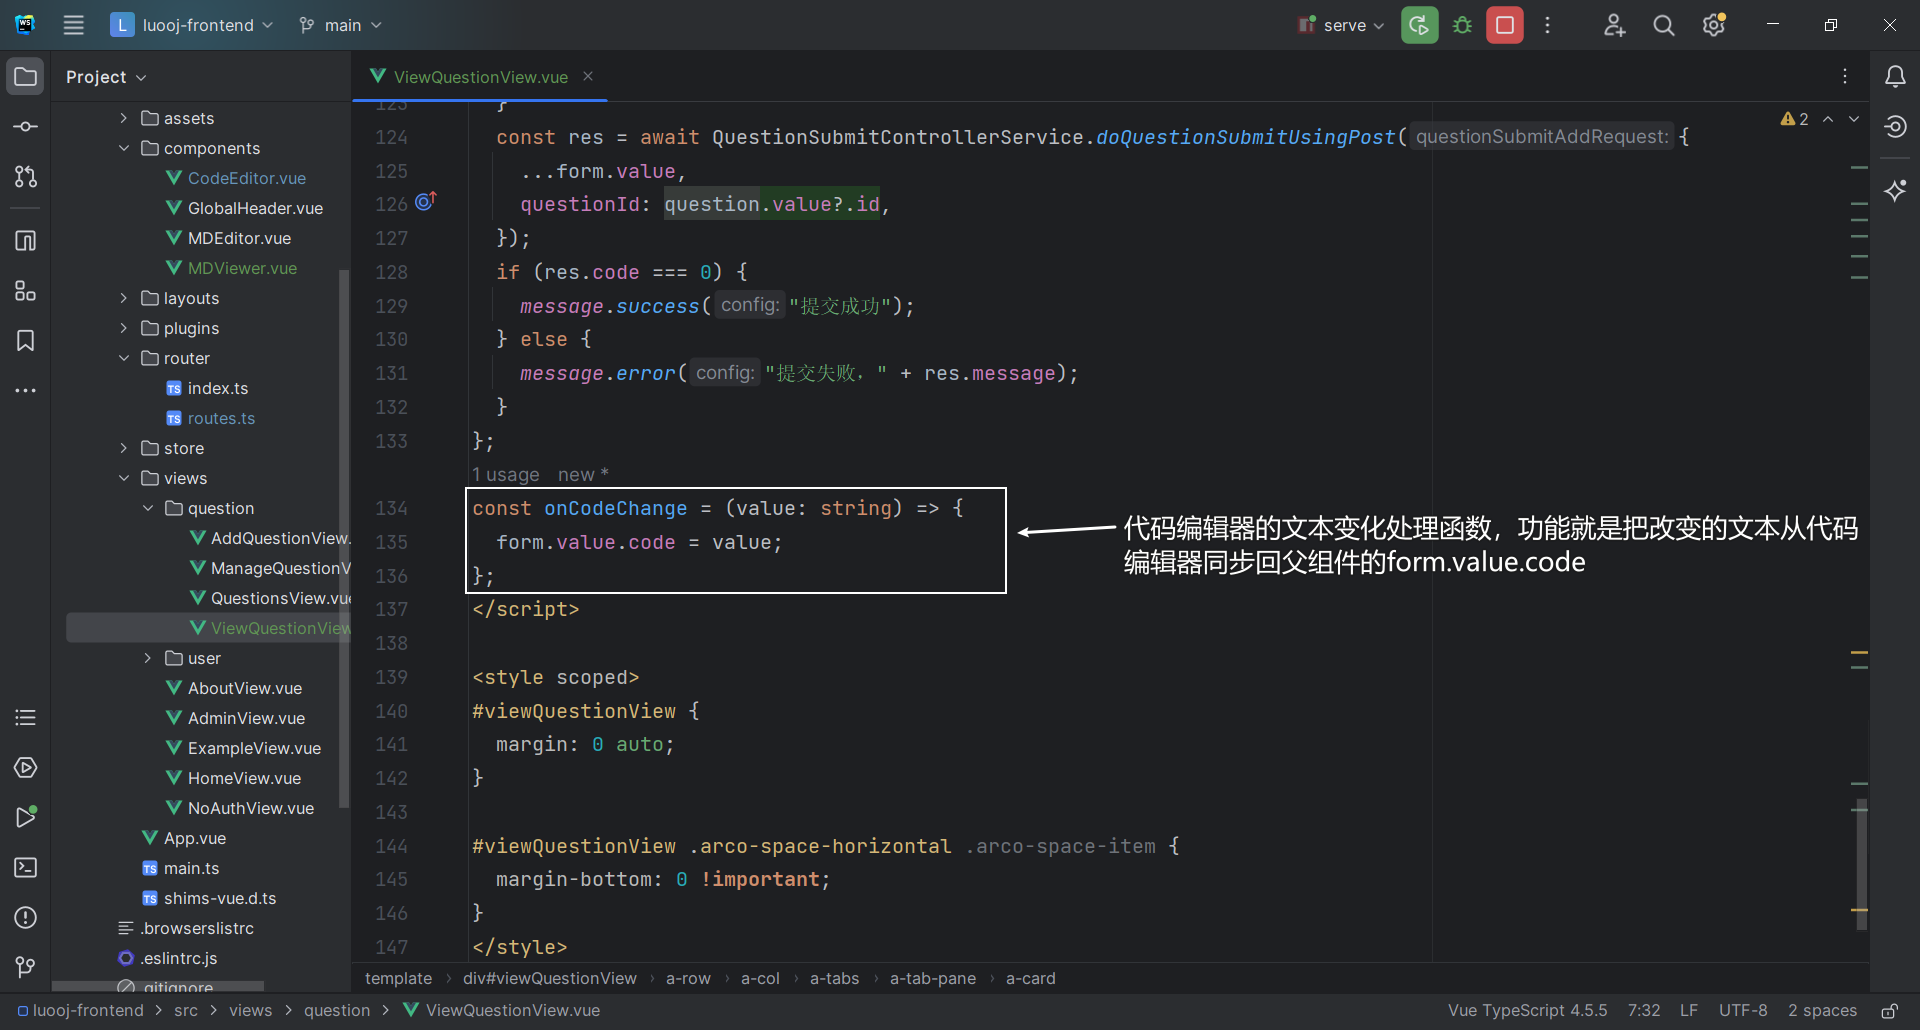 L luooj-frontend main serve
Project
ViewQuestionView.vue
assets
components
CodeEditor.vue
GlobalHeader.vue
MDEditor.vue
MDViewer.vue
layouts
plugins
router
TS index.ts
TS routes.ts
store
views
question
AddQuestionView.
ManageQuestionV
QuestionsView.vue
ViewQuestionView
user
AboutView.vue
AdminView.vue
ExampleView.vue
HomeView.vue
NoAuthView.vue
App.vue
TS main.ts
TS shims-vue.d.ts
.browserslistrc
.eslintrc.js
.gitignore
2
123 }
124 const res = await QuestionSubmitControllerService.doQuestionSubmitUsingPost( questionSubmitAddRequest: {
125 ...form.value,
126 questionId: question.value?.id,
127 });
128 if (res.code === 0) {
129 message.success( config: "提交成功");
130 } else {
131 message.error( config: "提交失败，" + res.message);
132 }
133 };
1 usage new *
134 const onCodeChange = (value: string) => {
135 form.value.code = value;
136 };
137 </script>
138
139 <style scoped>
140 #viewQuestionView {
141 margin: 0 auto;
142 }
143
144 #viewQuestionView .arco-space-horizontal .arco-space-item {
145 margin-bottom: 0 !important;
146 }
147 </style>
代码编辑器的文本变化处理函数，功能就是把改变的文本从代码
编辑器同步回父组件的form.value.code
template › div#viewQuestionView › a-row › a-col › a-tabs › a-tab-pane › a-card
luooj-frontend > src > views > question > ViewQuestionView.vue
Vue TypeScript 4.5.5 7:32 LF UTF-8 2 spaces